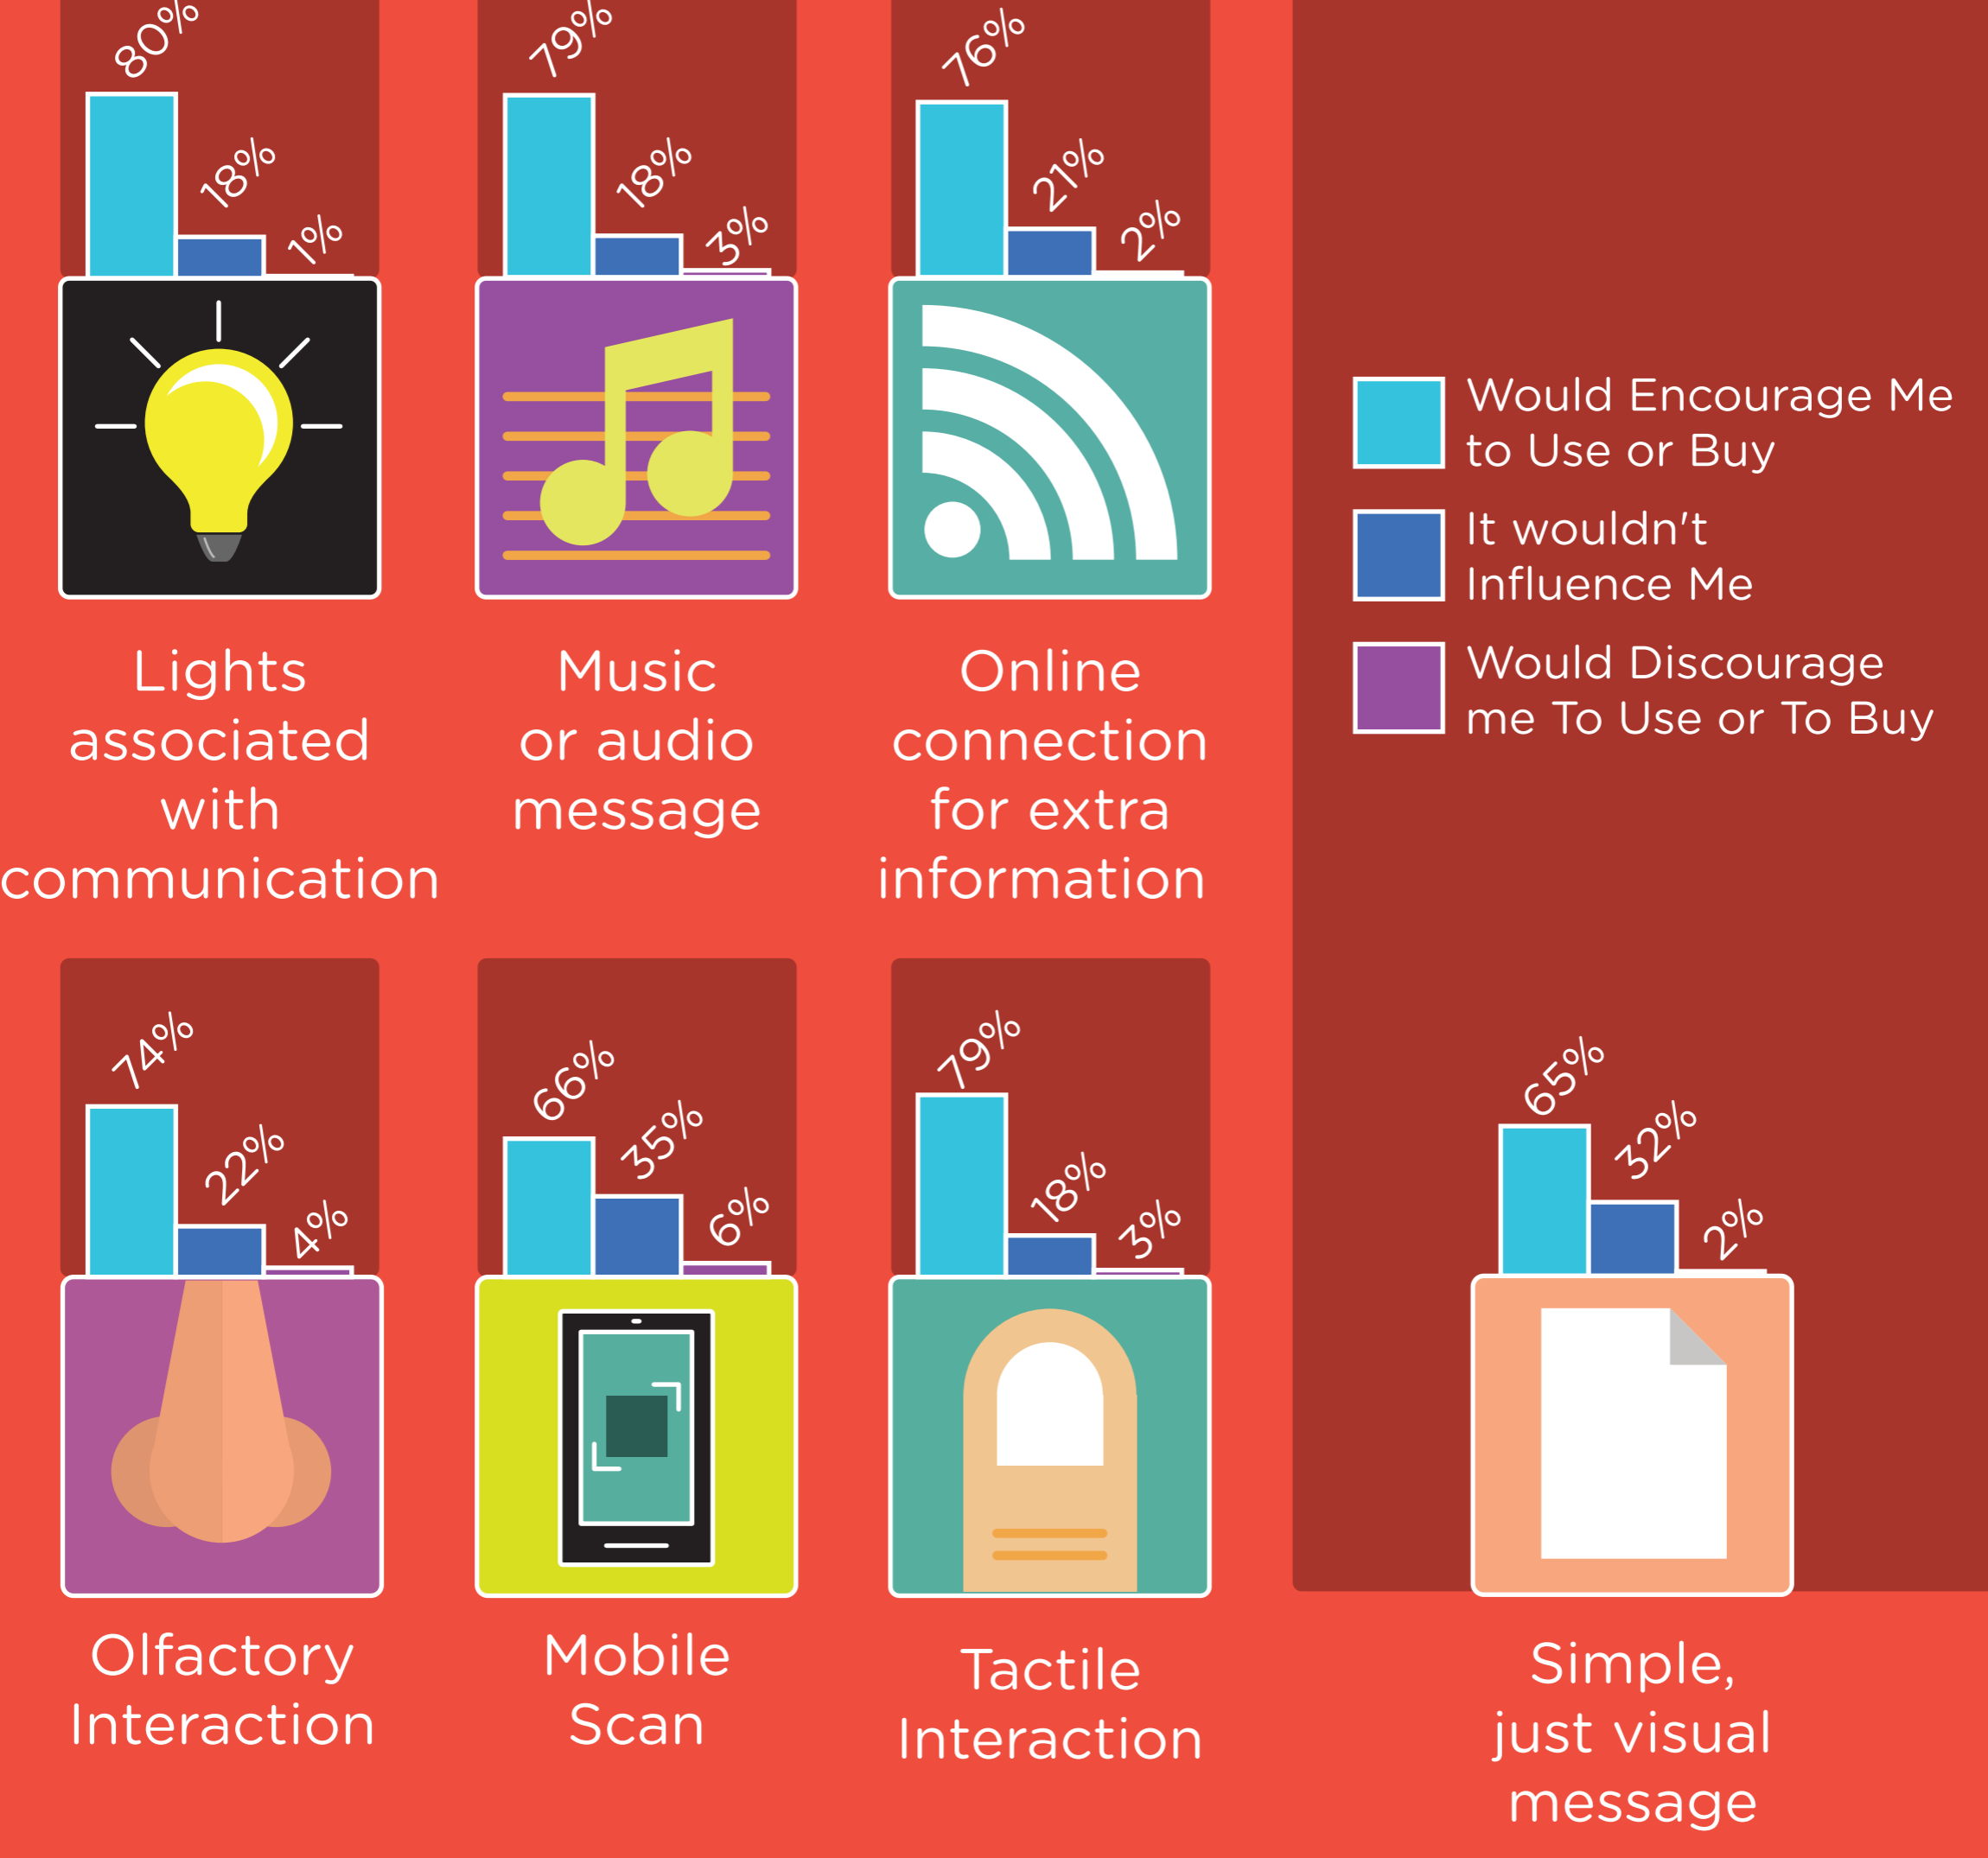 80%
18%
1%
79%
18%
3%
76%
21%
2%
Lights
associated
with
communication
Music
or audio
message
Online
connection
for extra
information
Would Encourage Me
to Use or Buy
It wouldn't
Influence Me
Would Discourage
me To Use or To Buy
74%
22%
4%
66%
35%
6%
79%
18%
3%
65%
32%
2%
Olfactory
Interaction
Mobile
Scan
Tactile
Interaction
Simple,
just visual
message